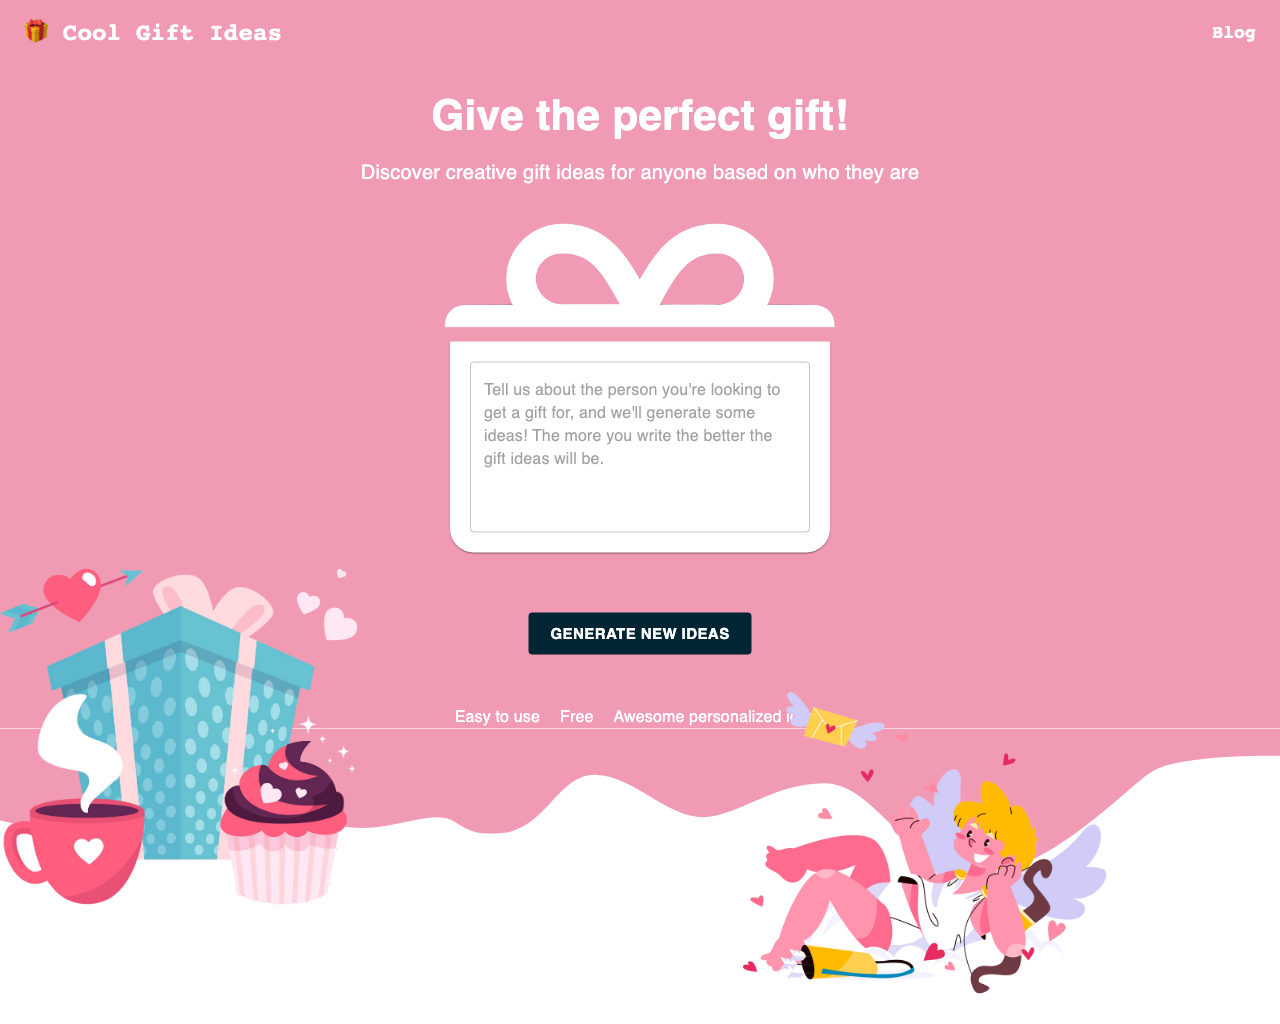 Cool Gift Ideas
Blog
Give the perfect gift!
Discover creative gift ideas for anyone based on who they are
Tell us about the person you're looking to
get a gift for, and we'll generate some
ideas! The more you write the better the
gift ideas will be.
GENERATE NEW IDEAS
Easy to use Free Awesome personalized